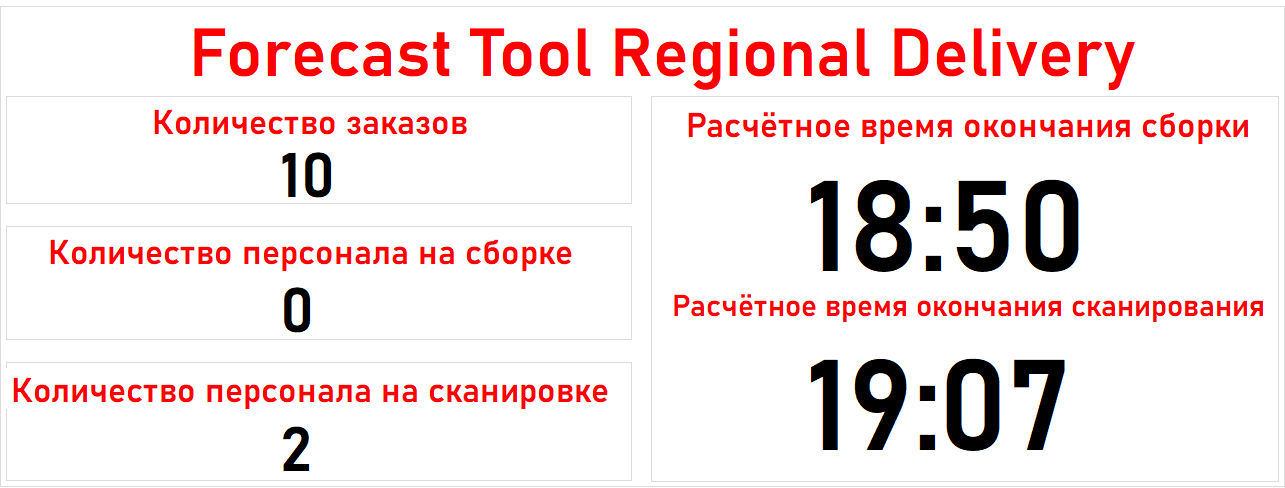 Forecast Tool Regional Delivery
Количество заказов
10
Количество персонала на сборке
0
Количество персонала на сканировке
2
Расчётное время окончания сборки
18:50
Расчётное время окончания сканирования
19:07